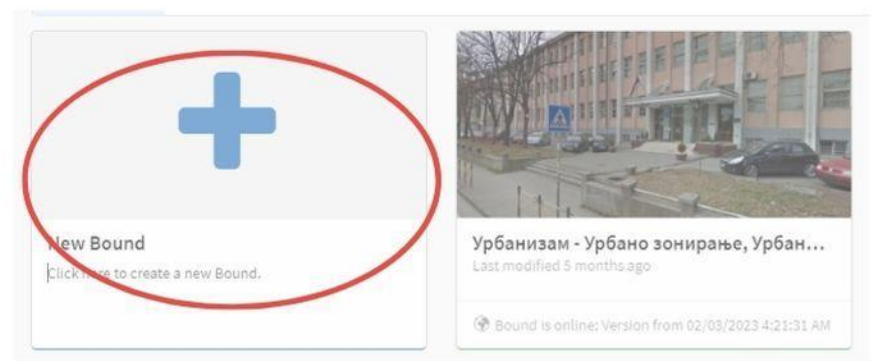 New Bound
Click here to create a new Bound.
Урбанизам - Урбано зонирање, Урбан...
Last modified 5 months ago
Bound is online: Version from 02/03/2023 4:21:31 AM